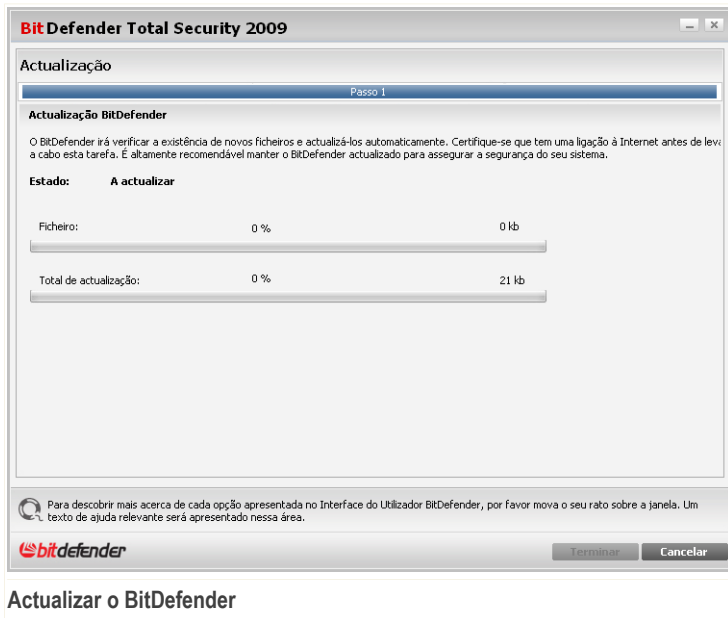 BitDefender Total Security 2009
Actualização
Passo 1
Actualização BitDefender
O BitDefender irá verificar a existência de novos ficheiros e actualizá-los automaticamente. Certifique-se que tem uma ligação à Internet antes de leva
a cabo esta tarefa. É altamente recomendável manter o BitDefender actualizado para assegurar a segurança do seu sistema.
Estado: A actualizar
Ficheiro: 0 % 0 kb
Total de actualização: 0 % 21 kb
Para descobrir mais acerca de cada opção apresentada no Interface do Utilizador BitDefender, por favor mova o seu rato sobre a janela. Um
texto de ajuda relevante será apresentado nessa área.
bitdefender
Terminar Cancelar
Actualizar o BitDefender